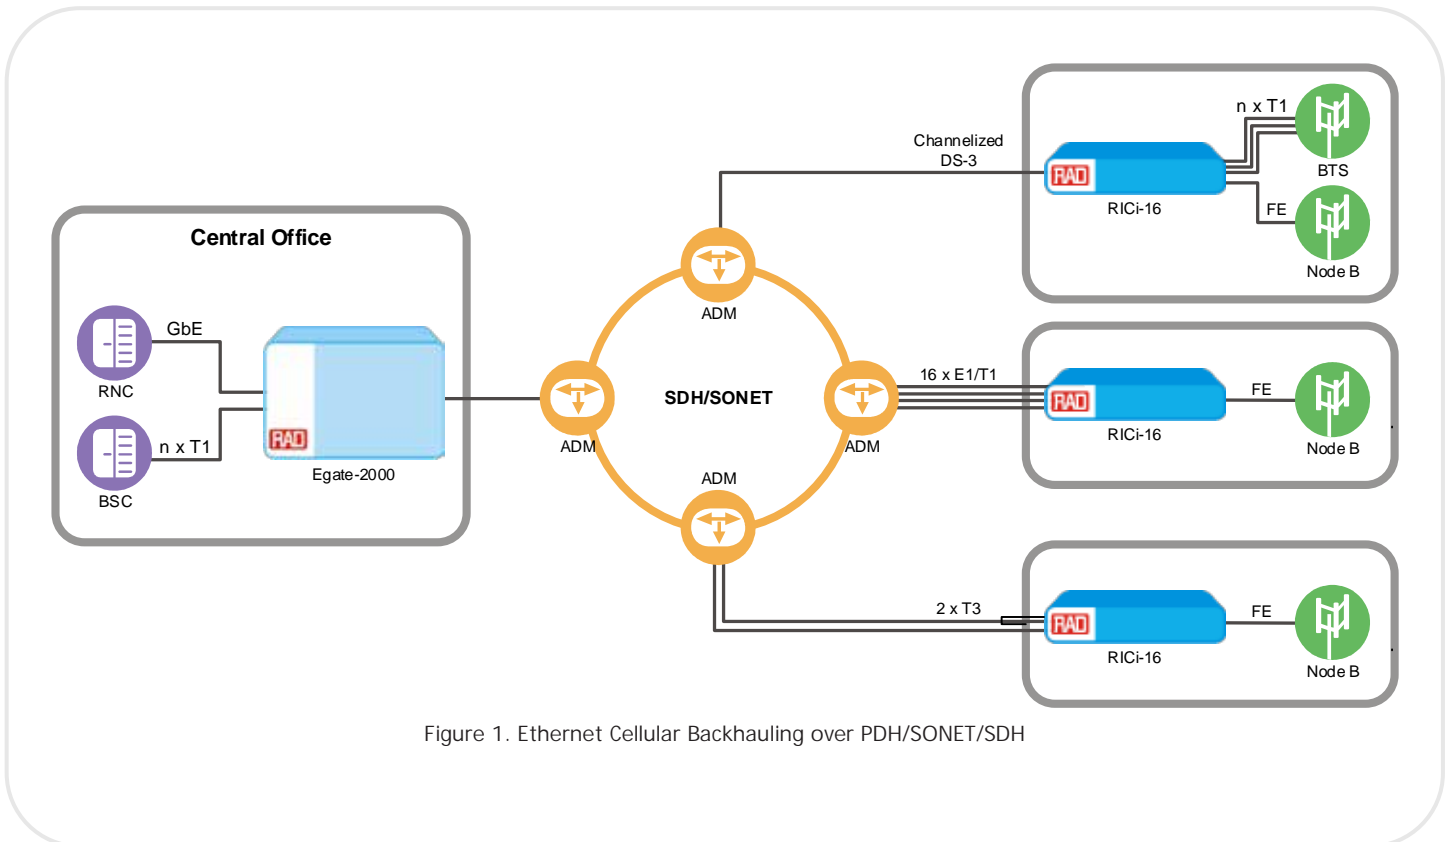 Central Office
GbE
RNC
n x T1
BSC
RAD
Egate-2000
ADM
ADM
SDH/SONET
ADM
ADM
Channelized
DS-3
RAD
RICi-16
n x T1
BTS
FE
Node B
16 x E1/T1
RAD
RICi-16
FE
Node B
2 x T3
RAD
RICi-16
FE
Node B
Figure 1. Ethernet Cellular Backhauling over PDH/SONET/SDH